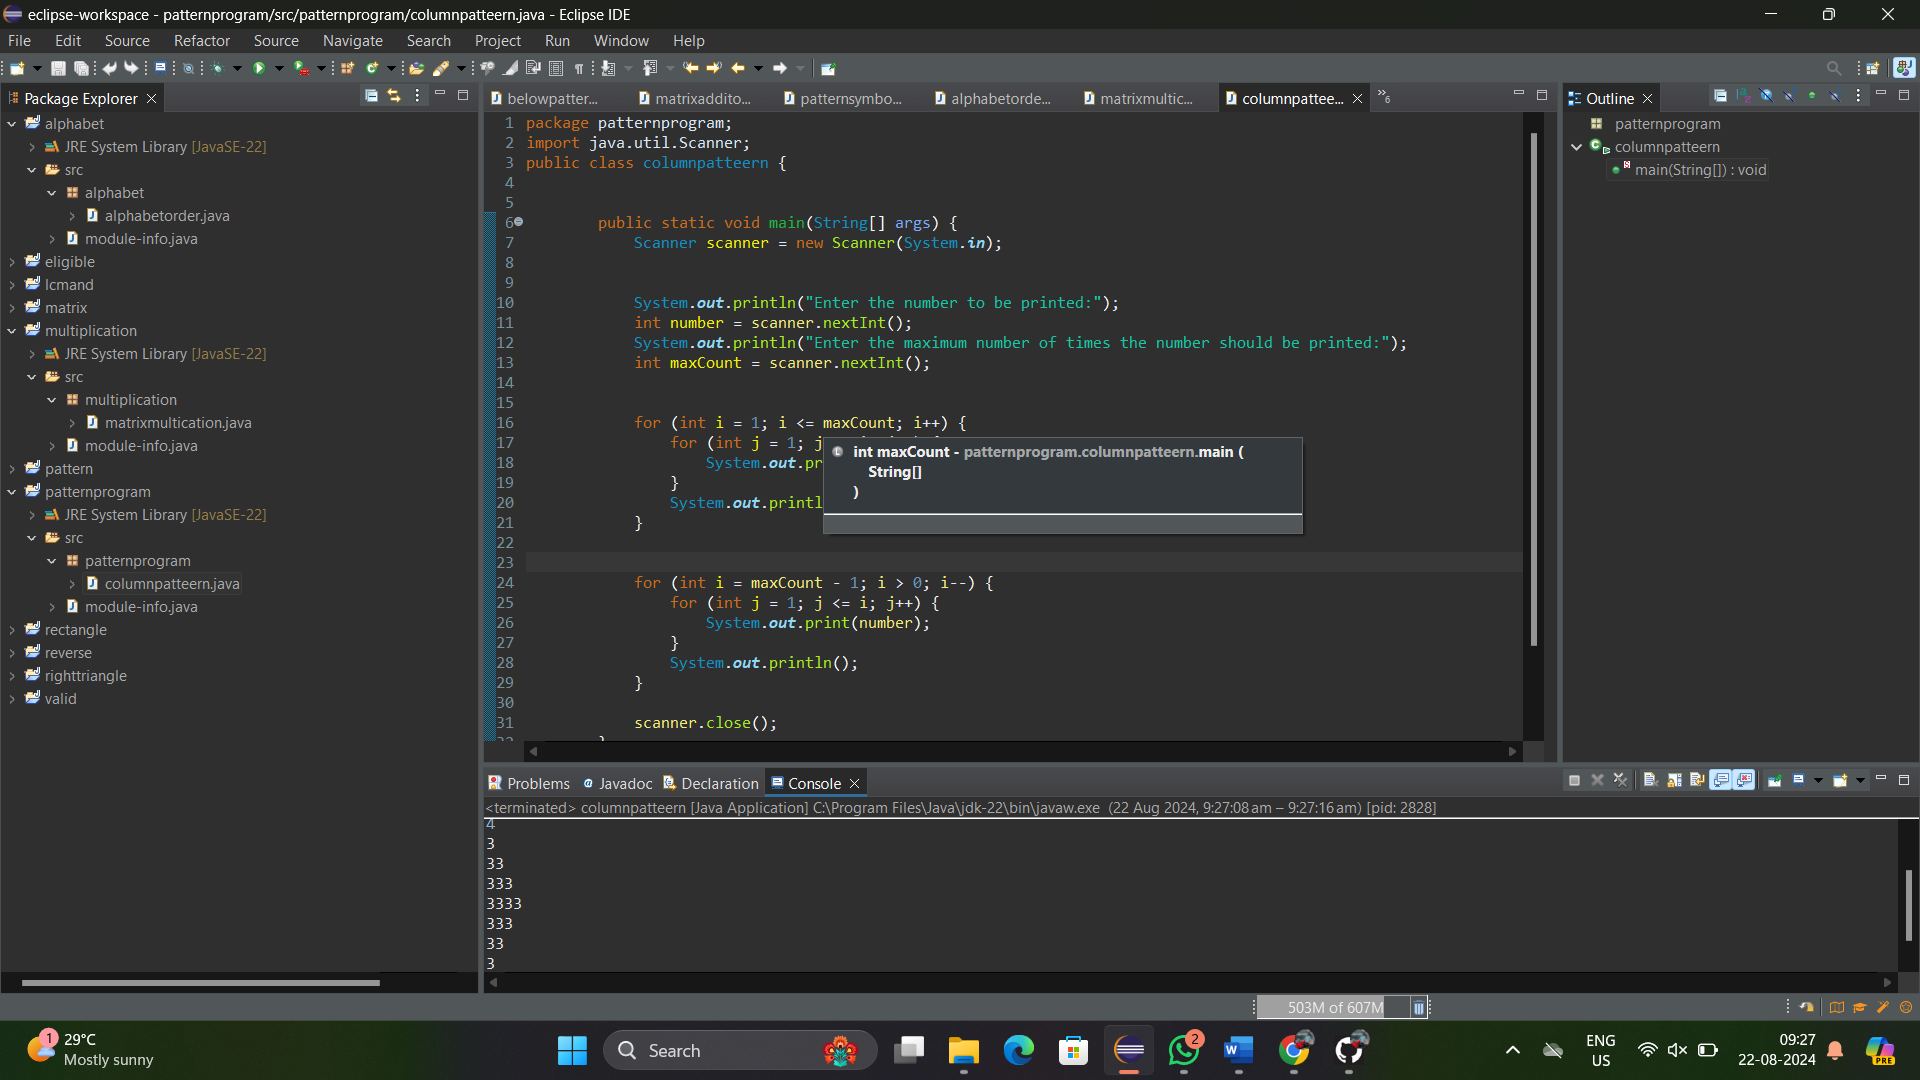 eclipse-workspace - patternprogram/src/patternprogram/columnpatteern.java - Eclipse IDE
File Edit Source Refactor Source Navigate Search Project Run Window Help
Package Explorer
alphabet
JRE System Library [JavaSE-22]
src
alphabet
alphabetorder.java
module-info.java
eligible
lcmand
matrix
multiplication
JRE System Library [JavaSE-22]
src
multiplication
matrixmultication.java
module-info.java
pattern
patternprogram
JRE System Library [JavaSE-22]
src
patternprogram
columnpatteern.java
module-info.java
rectangle
reverse
righttriangle
valid
belowpatter... matrixaddito... patternsymbo... alphabetorde... matrixmultic... columnpattee... »6
1 package patternprogram;
2 import java.util.Scanner;
3 public class columnpatteern {
4
5
6 public static void main(String[] args) {
7 Scanner scanner = new Scanner(System.in);
8
9
10 System.out.println("Enter the number to be printed:");
11 int number = scanner.nextInt();
12 System.out.println("Enter the maximum number of times the number should be printed:");
13 int maxCount = scanner.nextInt();
14
15
16 for (int i = 1; i <= maxCount; i++) {
17 for (int j = 1; j
18 System.out.pr
19 }
20 System.out.printl
21 }
22
23
24 for (int i = maxCount - 1; i > 0; i--) {
25 for (int j = 1; j <= i; j++) {
26 System.out.print(number);
27 }
28 System.out.println();
29 }
30
31 scanner.close();
int maxCount - patternprogram.columnpatteern.main (
String[]
)
Outline
patternprogram
columnpatteern
main(String[]) : void
Problems Javadoc Declaration Console
<terminated> columnpatteern [Java Application] C:\Program Files\Java\jdk-22\bin\javaw.exe (22 Aug 2024, 9:27:08 am – 9:27:16 am) [pid: 2828]
4
3
33
333
3333
333
33
3
503M of 607M
1
29°C
Mostly sunny
Search
2
ENG
US
09:27
22-08-2024
PRE